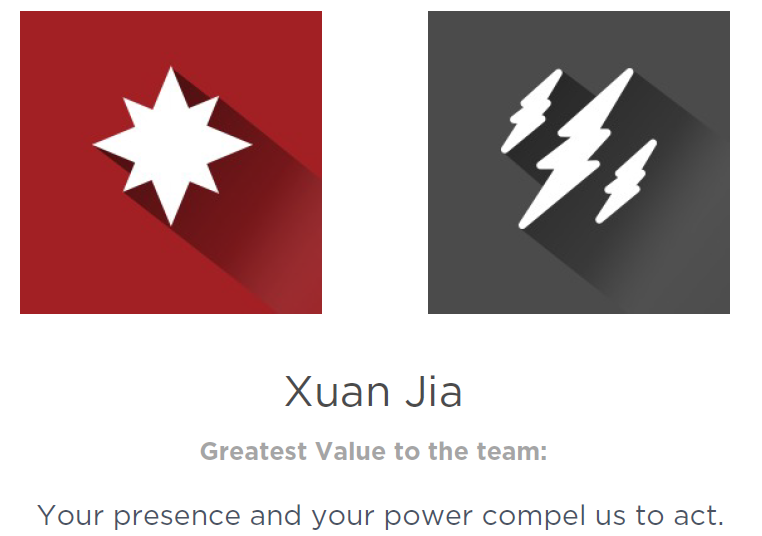 Xuan Jia
Greatest Value to the team:
Your presence and your power compel us to act.